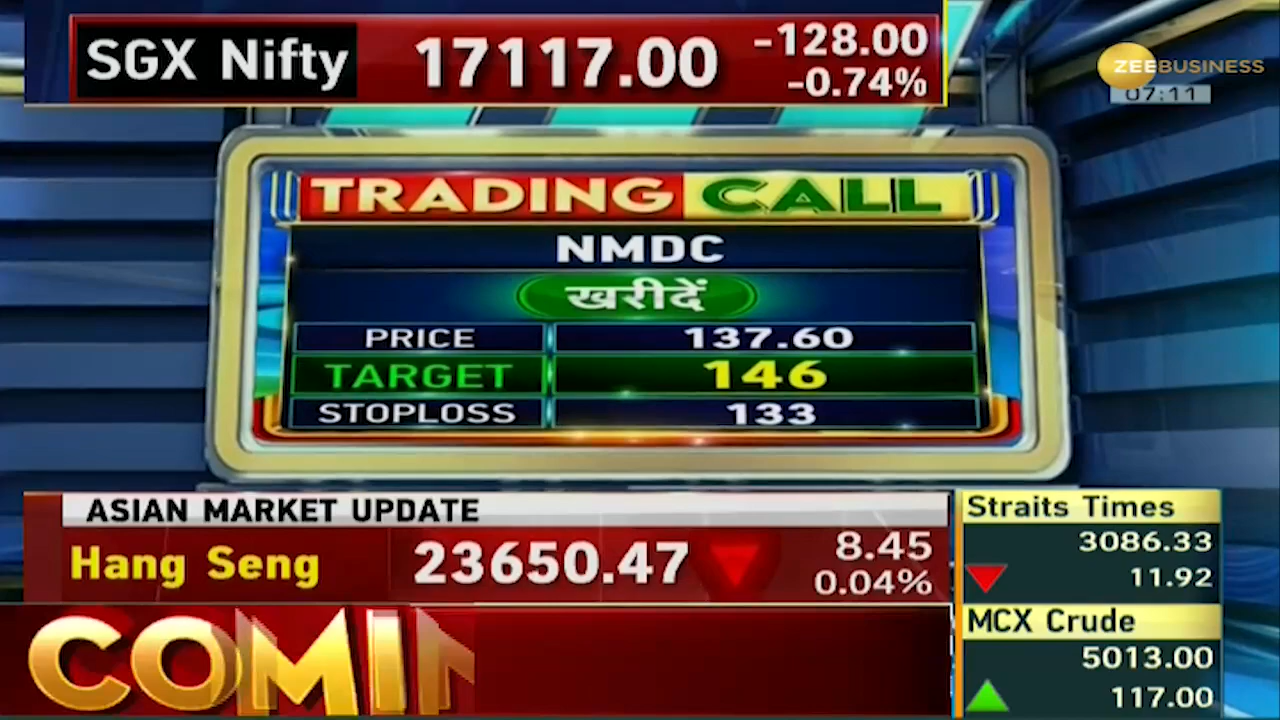 SGX Nifty 17117.00 -128.00
-0.74%
ZEEBUSINESS
07:11
TRADING CALL
NMDC
खरीदें
PRICE 137.60
TARGET 146
STOPLOSS 133
ASIAN MARKET UPDATE
Hang Seng 23650.47 8.45
0.04%
Straits Times
3086.33
11.92
MCX Crude
5013.00
117.00
COMIN